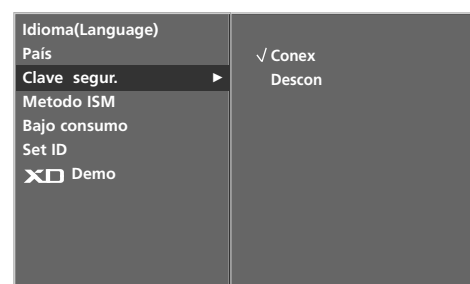 Idioma(Language)
País
Clave segur. ►
Metodo ISM
Bajo consumo
Set ID
XD Demo
√ Conex
Descon